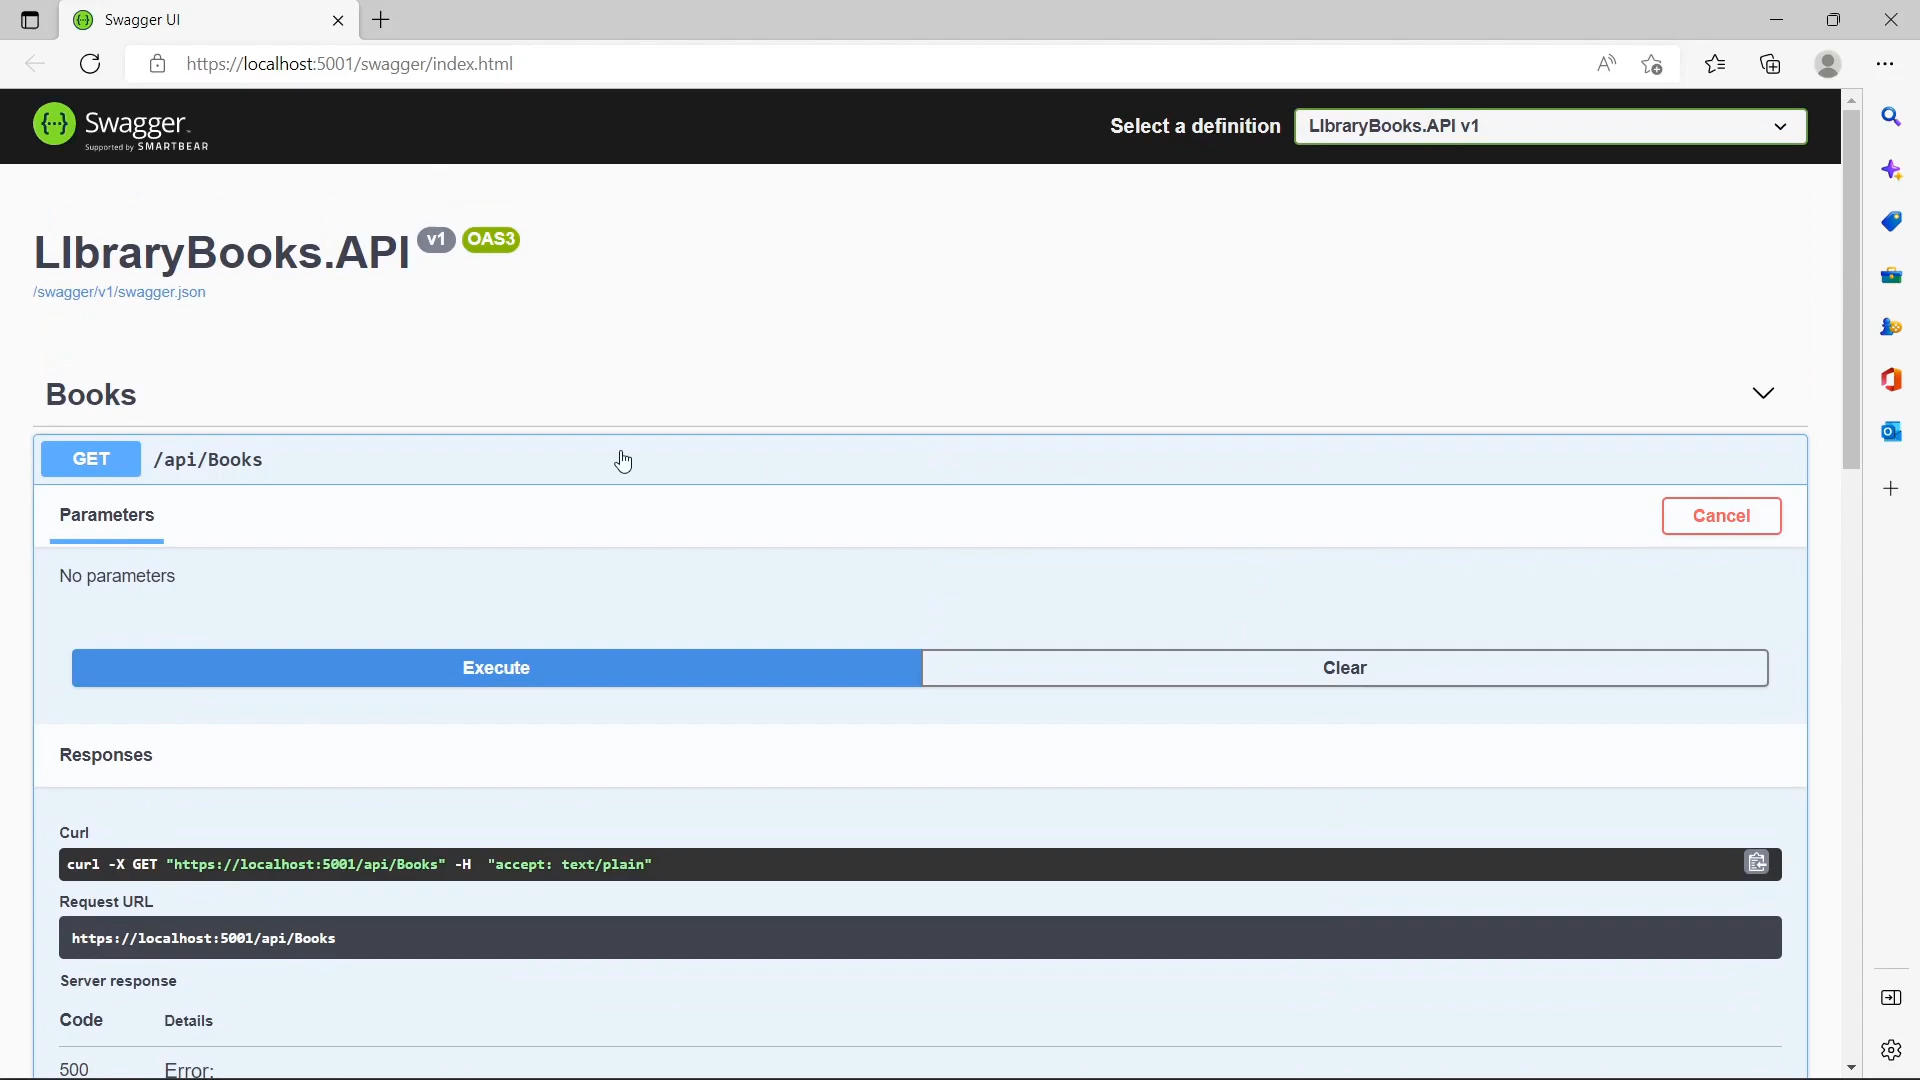 Swagger UI
https://localhost:5001/swagger/index.html
Swagger
Supported by SMARTBEAR
Select a definition
LIbraryBooks.API v1
LIbraryBooks.API
v1
OAS3
/swagger/v1/swagger.json
Books
GET
/api/Books
Parameters
Cancel
No parameters
Execute
Clear
Responses
Curl
curl -X GET "https://localhost:5001/api/Books" -H  "accept: text/plain"
Request URL
https://localhost:5001/api/Books
Server response
Code
Details
500
Error: